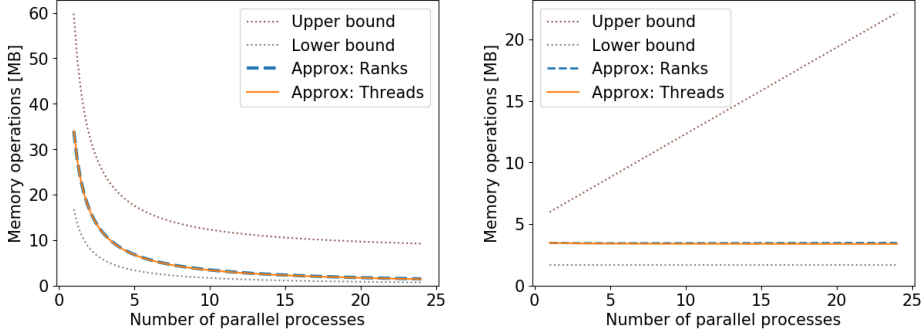 Memory operations [MB]
60
50
40
30
20
10
0
Upper bound
Lower bound
Approx: Ranks
Approx: Threads
0 5 10 15 20 25
Number of parallel processes
Memory operations [MB]
20
15
10
5
0
Upper bound
Lower bound
Approx: Ranks
Approx: Threads
0 5 10 15 20 25
Number of parallel processes